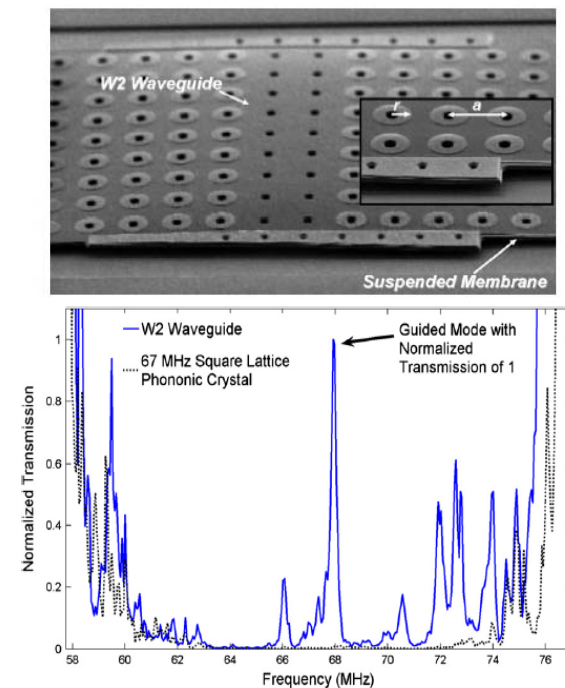 W2 Waveguide
r
a
Suspended Membrane
W2 Waveguide
67 MHz Square Lattice
Phononic Crystal
Guided Mode with
Normalized
Transmission of 1
Normalized Transmission
1
0.8
0.6
0.4
0.2
0
58 60 62 64 66 68 70 72 74 76
Frequency (MHz)